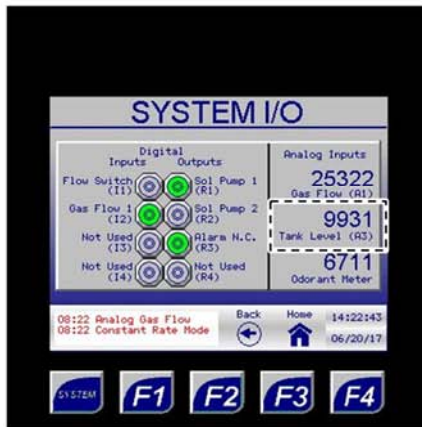 SYSTEM I/O
Digital
Inputs Outputs
Flow Switch (I1) Sol Pump 1 (R1)
Gas Flow 1 (I2) Sol Pump 2 (R2)
Not Used (I3) Alarm N.C. (R3)
Not Used (I4) Not Used (R4)
Analog Inputs
25322
Gas Flow (A1)
9931
Tank Level (A3)
6711
Odorant Meter
08:22 Analog Gas Flow
08:22 Constant Rate Mode
Back
Home
14:22:43
06/20/17
SYSTEM
F1
F2
F3
F4